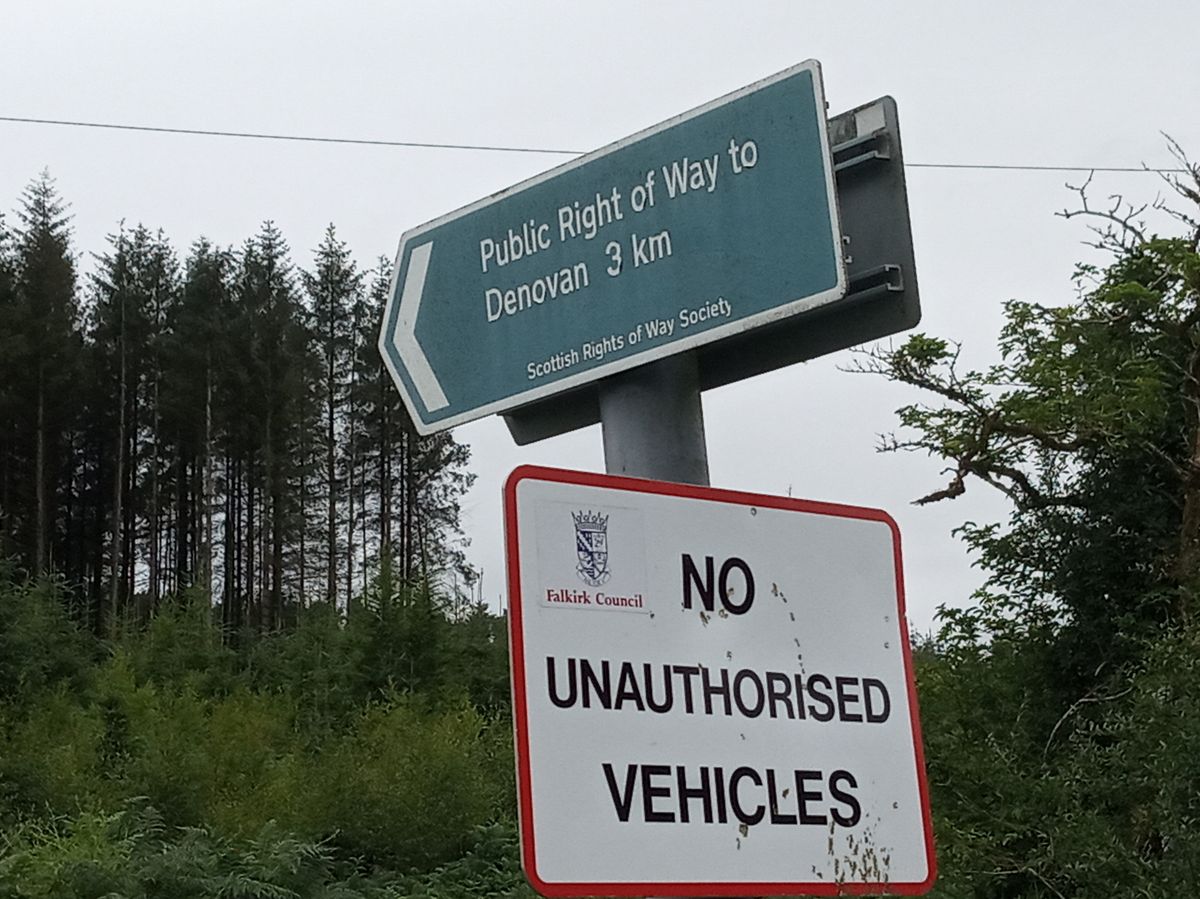 Public Right of Way to
Denovan 3 km
Scottish Rights of Way Society
Falkirk Council
NO
UNAUTHORISED
VEHICLES